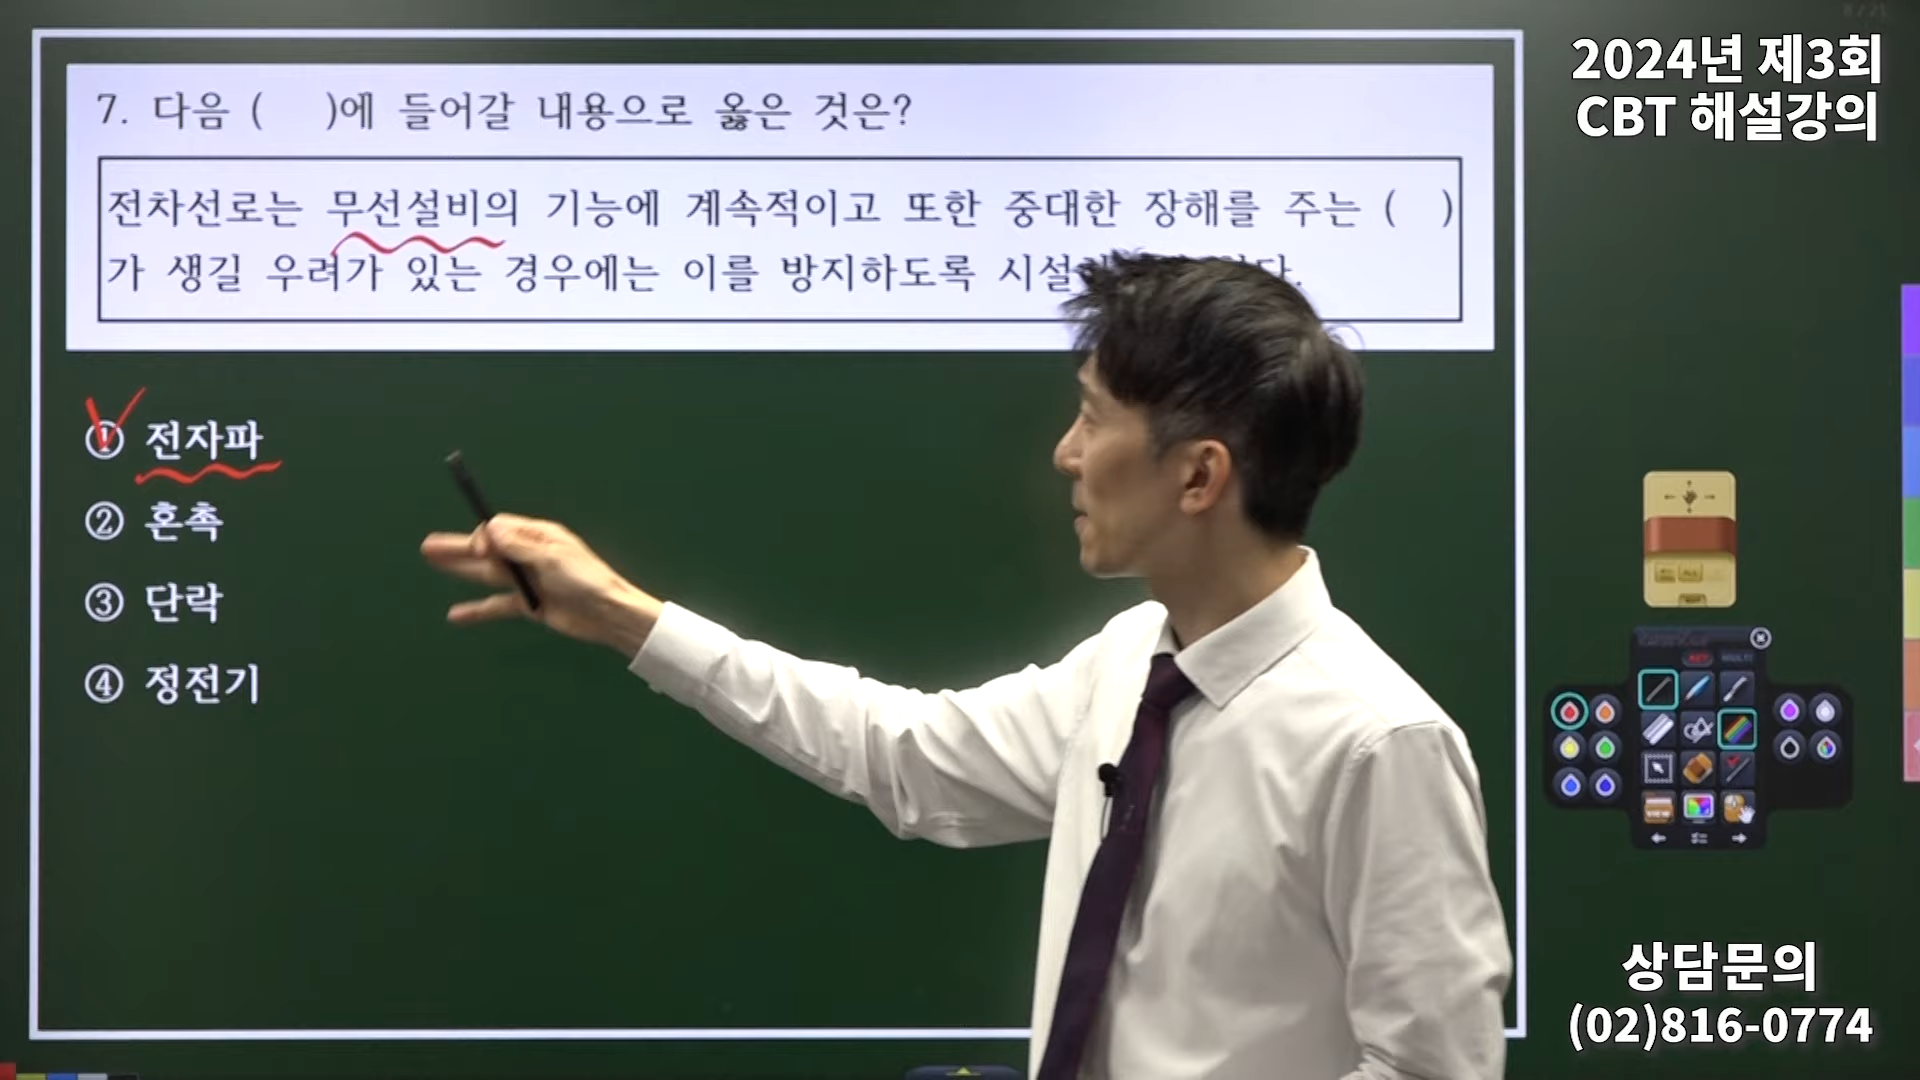 2024년 제3회
CBT 해설강의
7. 다음 ( )에 들어갈 내용으로 옳은 것은?
전차선로는 무선설비의 기능에 계속적이고 또한 중대한 장해를 주는 ( )
가 생길 우려가 있는 경우에는 이를 방지하도록 시설
① 전자파
② 혼촉
③ 단락
④ 정전기
상담문의
(02)816-0774